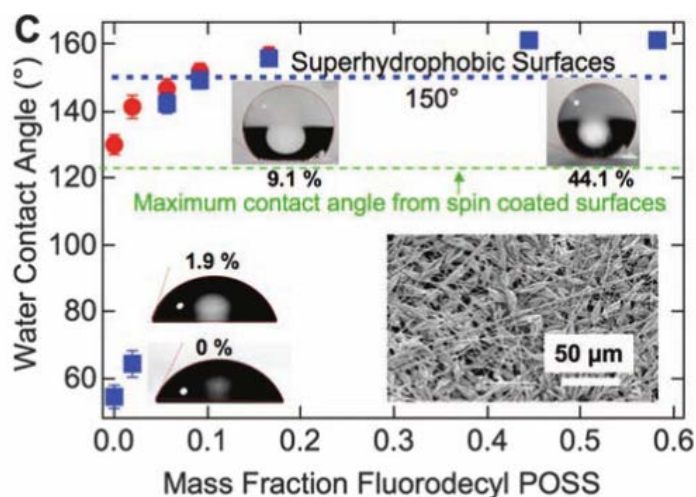 C
160
140
120
100
80
60
Water Contact Angle (°)
Superhydrophobic Surfaces
150°
9.1 %
44.1 %
Maximum contact angle from spin coated surfaces
1.9 %
0 %
50 μm
0.0 0.1 0.2 0.3 0.4 0.5 0.6
Mass Fraction Fluorodecyl POSS